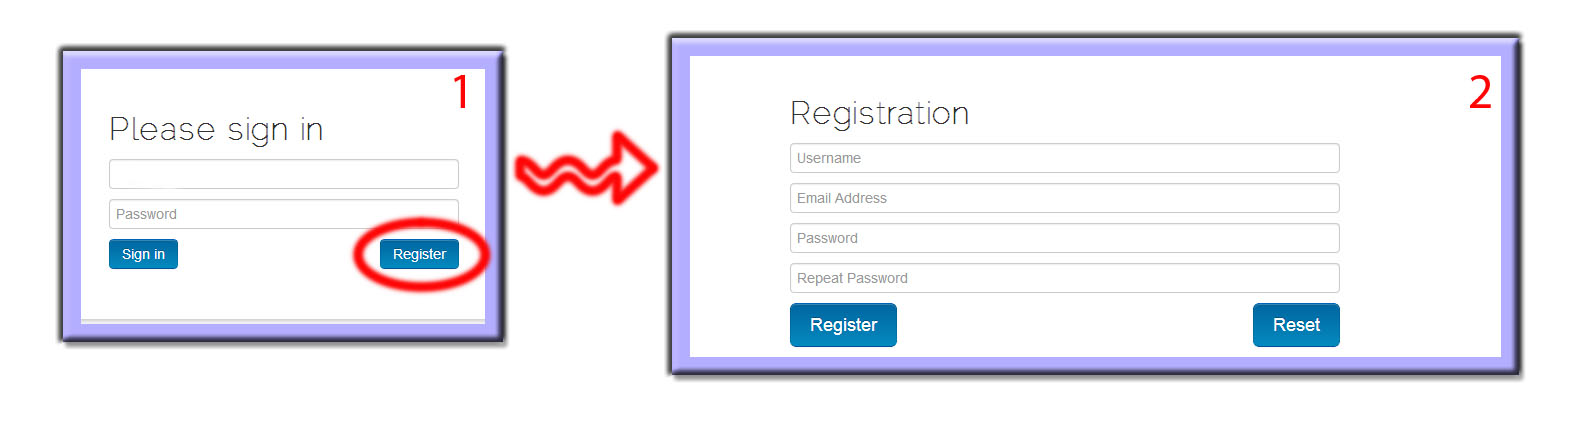 1
Please sign in
Password
Sign in
Register
2
Registration
Username
Email Address
Password
Repeat Password
Register
Reset